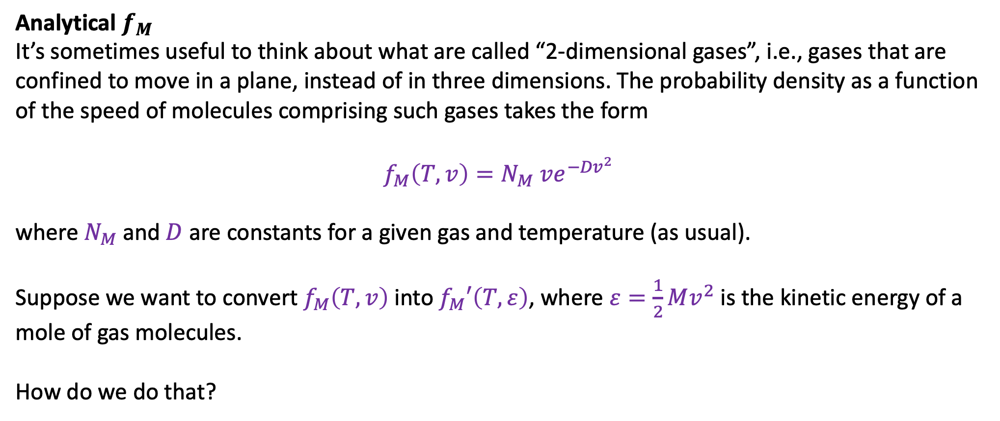 Analytical f_M
It’s sometimes useful to think about what are called “2-dimensional gases”, i.e., gases that are
confined to move in a plane, instead of in three dimensions. The probability density as a function
of the speed of molecules comprising such gases takes the form
f_M(T, v) = N_M ve^{−Dv^2}
where N_M and D are constants for a given gas and temperature (as usual).
Suppose we want to convert f_M(T, v) into f_M'(T, ε), where ε = 1/2 Mv^2 is the kinetic energy of a
mole of gas molecules.
How do we do that?